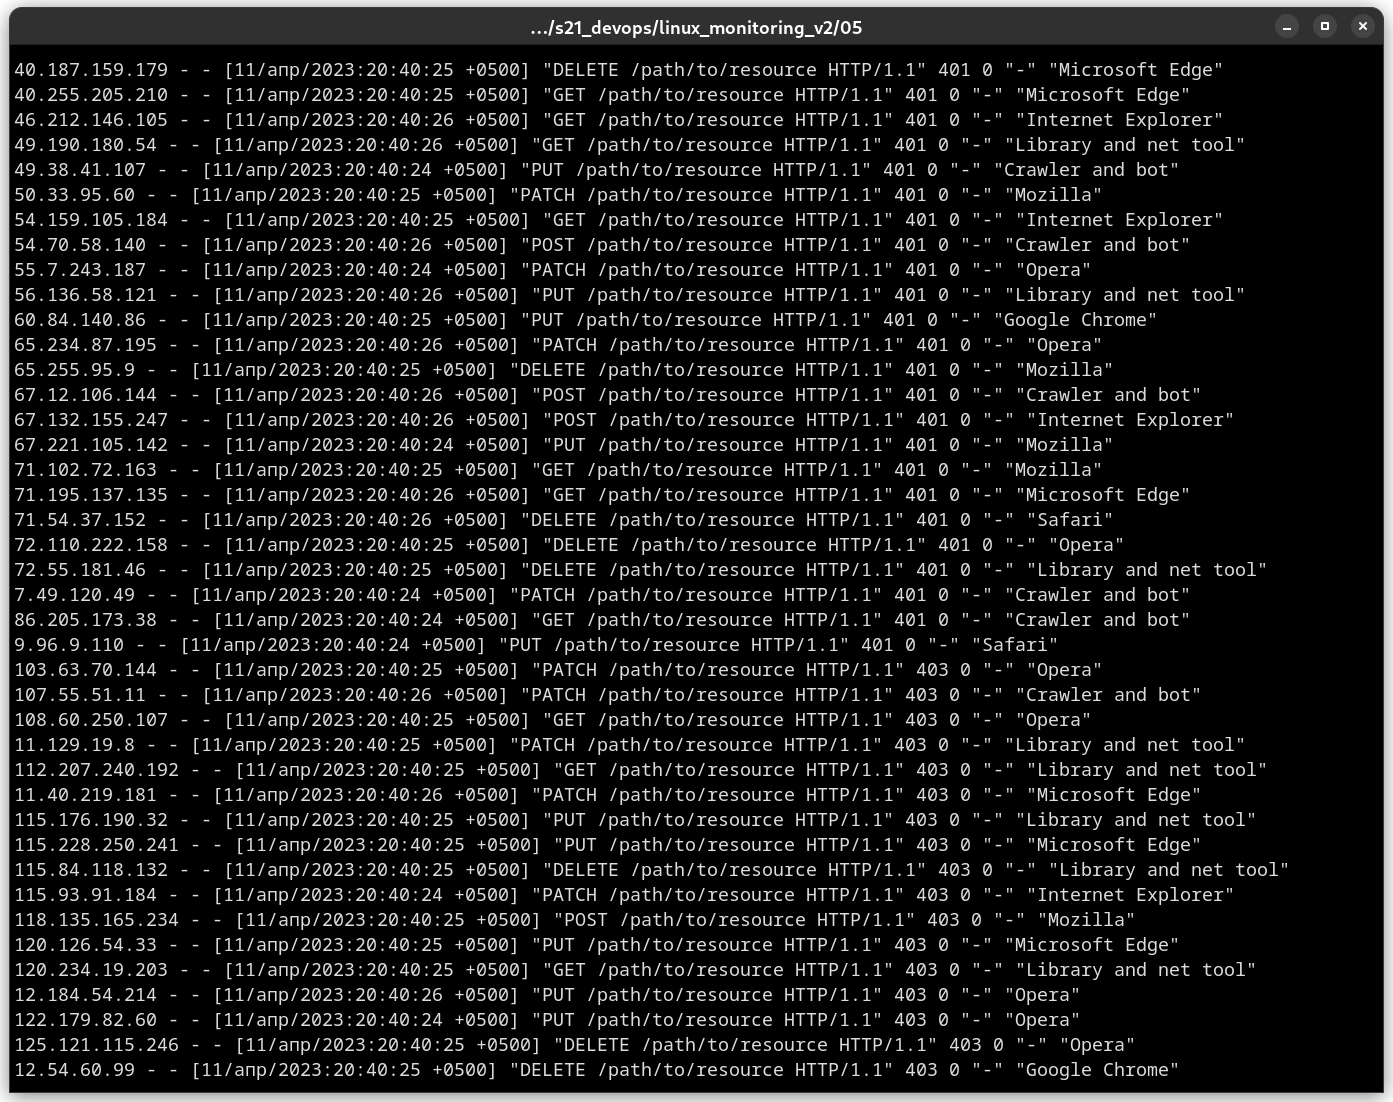 .../s21_devops/linux_monitoring_v2/05
40.187.159.179 - - [11/апр/2023:20:40:25 +0500] "DELETE /path/to/resource HTTP/1.1" 401 0 "-" "Microsoft Edge"
40.255.205.210 - - [11/апр/2023:20:40:25 +0500] "GET /path/to/resource HTTP/1.1" 401 0 "-" "Microsoft Edge"
46.212.146.105 - - [11/апр/2023:20:40:26 +0500] "GET /path/to/resource HTTP/1.1" 401 0 "-" "Internet Explorer"
49.190.180.54 - - [11/апр/2023:20:40:26 +0500] "GET /path/to/resource HTTP/1.1" 401 0 "-" "Library and net tool"
49.38.41.107 - - [11/апр/2023:20:40:24 +0500] "PUT /path/to/resource HTTP/1.1" 401 0 "-" "Crawler and bot"
50.33.95.60 - - [11/апр/2023:20:40:25 +0500] "PATCH /path/to/resource HTTP/1.1" 401 0 "-" "Mozilla"
54.159.105.184 - - [11/апр/2023:20:40:25 +0500] "GET /path/to/resource HTTP/1.1" 401 0 "-" "Internet Explorer"
54.70.58.140 - - [11/апр/2023:20:40:26 +0500] "POST /path/to/resource HTTP/1.1" 401 0 "-" "Crawler and bot"
55.7.243.187 - - [11/апр/2023:20:40:24 +0500] "PATCH /path/to/resource HTTP/1.1" 401 0 "-" "Opera"
56.136.58.121 - - [11/апр/2023:20:40:26 +0500] "PUT /path/to/resource HTTP/1.1" 401 0 "-" "Library and net tool"
60.84.140.86 - - [11/апр/2023:20:40:25 +0500] "PUT /path/to/resource HTTP/1.1" 401 0 "-" "Google Chrome"
65.234.87.195 - - [11/апр/2023:20:40:26 +0500] "PATCH /path/to/resource HTTP/1.1" 401 0 "-" "Opera"
65.255.95.9 - - [11/апр/2023:20:40:25 +0500] "DELETE /path/to/resource HTTP/1.1" 401 0 "-" "Mozilla"
67.12.106.144 - - [11/апр/2023:20:40:26 +0500] "POST /path/to/resource HTTP/1.1" 401 0 "-" "Crawler and bot"
67.132.155.247 - - [11/апр/2023:20:40:26 +0500] "POST /path/to/resource HTTP/1.1" 401 0 "-" "Internet Explorer"
67.221.105.142 - - [11/апр/2023:20:40:24 +0500] "PUT /path/to/resource HTTP/1.1" 401 0 "-" "Mozilla"
71.102.72.163 - - [11/апр/2023:20:40:25 +0500] "GET /path/to/resource HTTP/1.1" 401 0 "-" "Mozilla"
71.195.137.135 - - [11/апр/2023:20:40:26 +0500] "GET /path/to/resource HTTP/1.1" 401 0 "-" "Microsoft Edge"
71.54.37.152 - - [11/апр/2023:20:40:26 +0500] "DELETE /path/to/resource HTTP/1.1" 401 0 "-" "Safari"
72.110.222.158 - - [11/апр/2023:20:40:25 +0500] "DELETE /path/to/resource HTTP/1.1" 401 0 "-" "Opera"
72.55.181.46 - - [11/апр/2023:20:40:25 +0500] "DELETE /path/to/resource HTTP/1.1" 401 0 "-" "Library and net tool"
7.49.120.49 - - [11/апр/2023:20:40:24 +0500] "PATCH /path/to/resource HTTP/1.1" 401 0 "-" "Crawler and bot"
86.205.173.38 - - [11/апр/2023:20:40:24 +0500] "GET /path/to/resource HTTP/1.1" 401 0 "-" "Crawler and bot"
9.96.9.110 - - [11/апр/2023:20:40:24 +0500] "PUT /path/to/resource HTTP/1.1" 401 0 "-" "Safari"
103.63.70.144 - - [11/апр/2023:20:40:25 +0500] "PATCH /path/to/resource HTTP/1.1" 403 0 "-" "Opera"
107.55.51.11 - - [11/апр/2023:20:40:26 +0500] "PATCH /path/to/resource HTTP/1.1" 403 0 "-" "Crawler and bot"
108.60.250.107 - - [11/апр/2023:20:40:25 +0500] "GET /path/to/resource HTTP/1.1" 403 0 "-" "Opera"
11.129.19.8 - - [11/апр/2023:20:40:25 +0500] "PATCH /path/to/resource HTTP/1.1" 403 0 "-" "Library and net tool"
112.207.240.192 - - [11/апр/2023:20:40:25 +0500] "GET /path/to/resource HTTP/1.1" 403 0 "-" "Library and net tool"
11.40.219.181 - - [11/апр/2023:20:40:26 +0500] "PATCH /path/to/resource HTTP/1.1" 403 0 "-" "Microsoft Edge"
115.176.190.32 - - [11/апр/2023:20:40:25 +0500] "PUT /path/to/resource HTTP/1.1" 403 0 "-" "Library and net tool"
115.228.250.241 - - [11/апр/2023:20:40:25 +0500] "PUT /path/to/resource HTTP/1.1" 403 0 "-" "Microsoft Edge"
115.84.118.132 - - [11/апр/2023:20:40:25 +0500] "DELETE /path/to/resource HTTP/1.1" 403 0 "-" "Library and net tool"
115.93.91.184 - - [11/апр/2023:20:40:24 +0500] "PATCH /path/to/resource HTTP/1.1" 403 0 "-" "Internet Explorer"
118.135.165.234 - - [11/апр/2023:20:40:25 +0500] "POST /path/to/resource HTTP/1.1" 403 0 "-" "Mozilla"
120.126.54.33 - - [11/апр/2023:20:40:25 +0500] "PUT /path/to/resource HTTP/1.1" 403 0 "-" "Microsoft Edge"
120.234.19.203 - - [11/апр/2023:20:40:25 +0500] "GET /path/to/resource HTTP/1.1" 403 0 "-" "Library and net tool"
12.184.54.214 - - [11/апр/2023:20:40:26 +0500] "PUT /path/to/resource HTTP/1.1" 403 0 "-" "Opera"
122.179.82.60 - - [11/апр/2023:20:40:24 +0500] "PUT /path/to/resource HTTP/1.1" 403 0 "-" "Opera"
125.121.115.246 - - [11/апр/2023:20:40:25 +0500] "DELETE /path/to/resource HTTP/1.1" 403 0 "-" "Opera"
12.54.60.99 - - [11/апр/2023:20:40:25 +0500] "DELETE /path/to/resource HTTP/1.1" 403 0 "-" "Google Chrome"